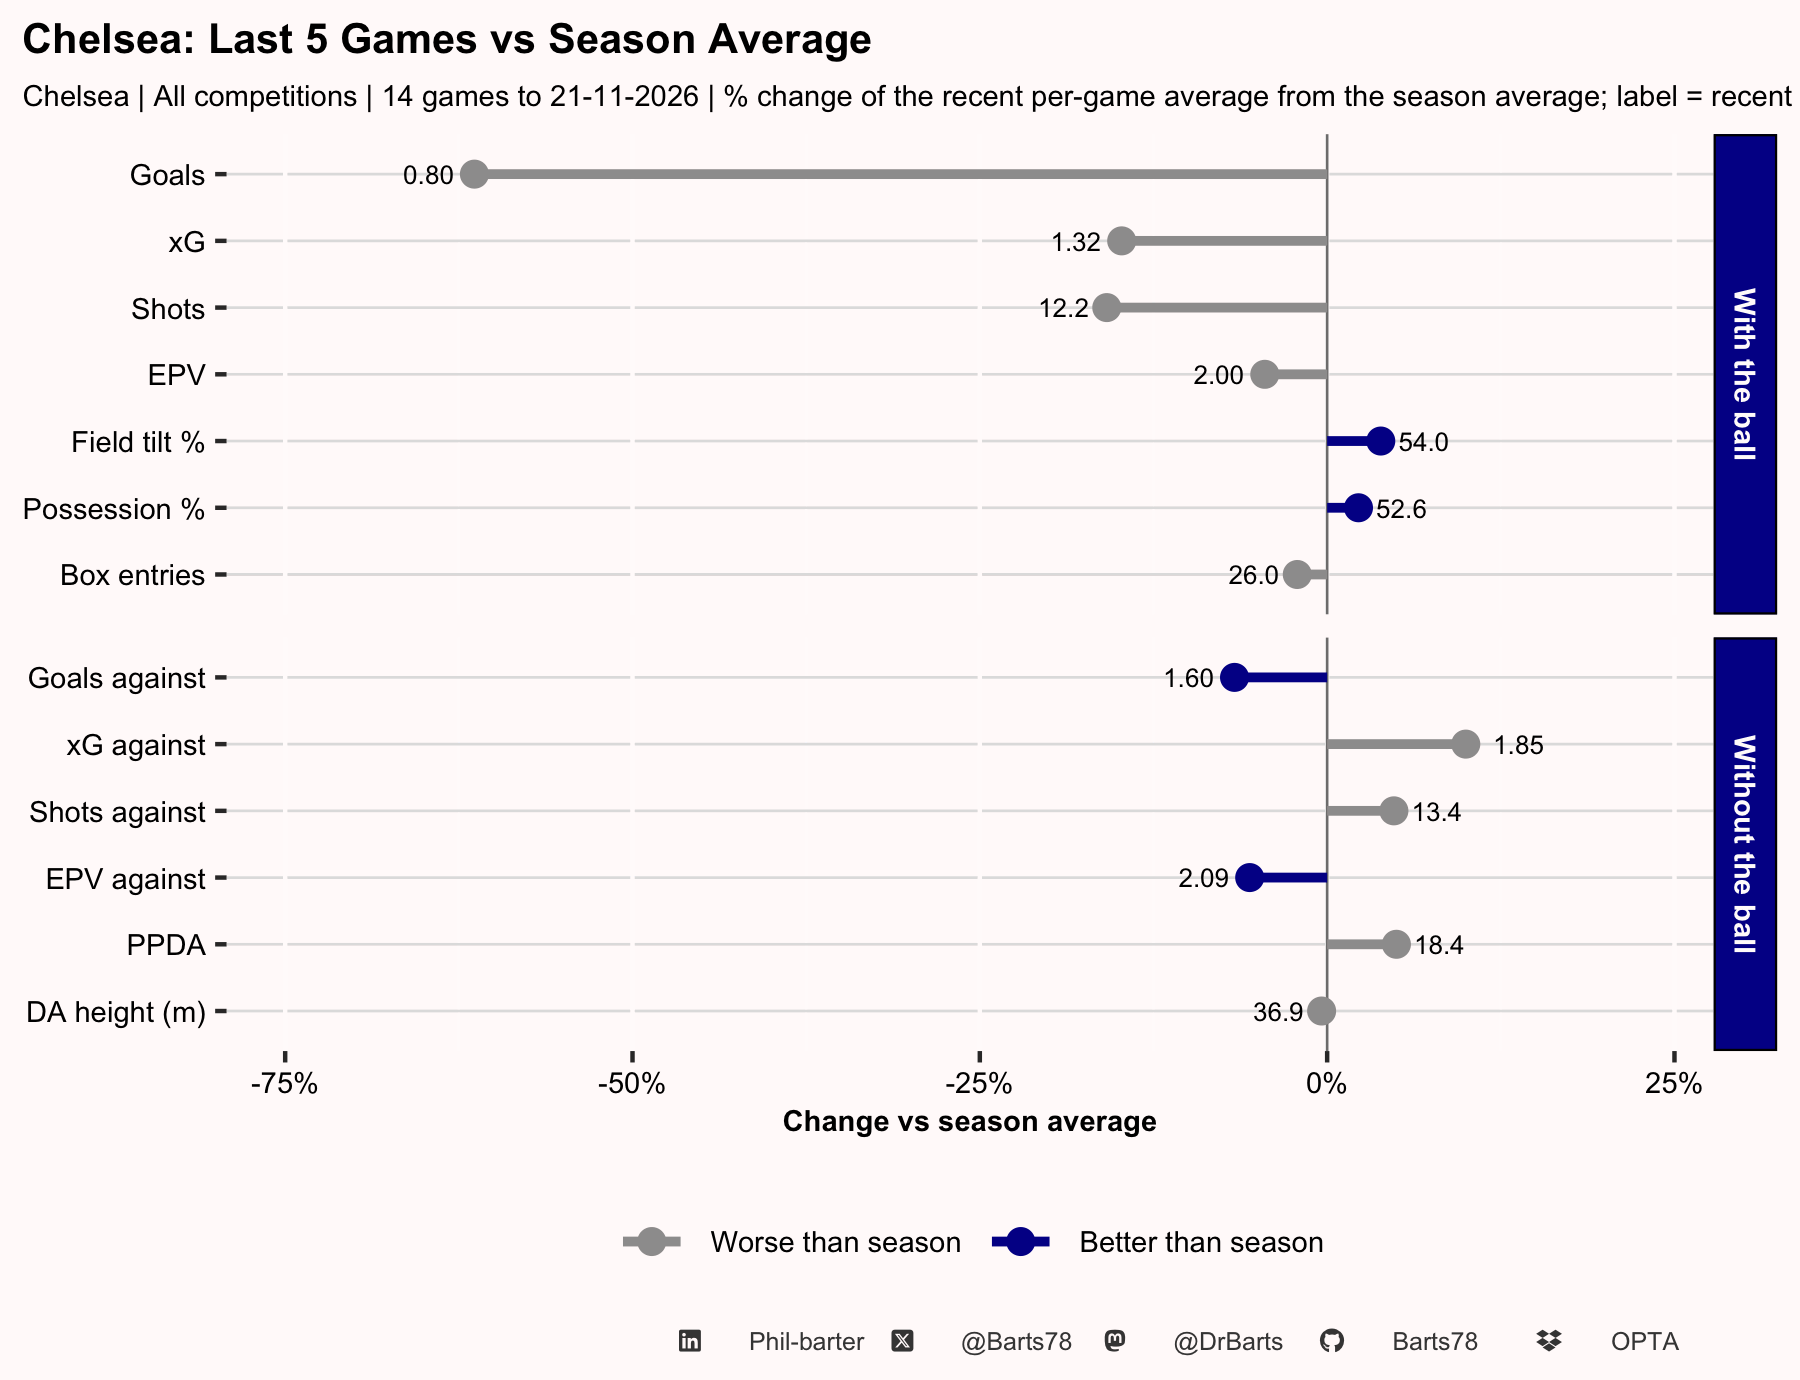 Chelsea: Last 5 Games vs Season Average
Chelsea | All competitions | 14 games to 21-11-2026 | % change of the recent per-game average from the season average; label = recent
With the ball
Goals 0.80
xG 1.32
Shots 12.2
EPV 2.00
Field tilt % 54.0
Possession % 52.6
Box entries 26.0
Without the ball
Goals against 1.60
xG against 1.85
Shots against 13.4
EPV against 2.09
PPDA 18.4
DA height (m) 36.9
-75% -50% -25% 0% 25%
Change vs season average
Worse than season Better than season
Phil-barter @Barts78 @DrBarts Barts78 OPTA